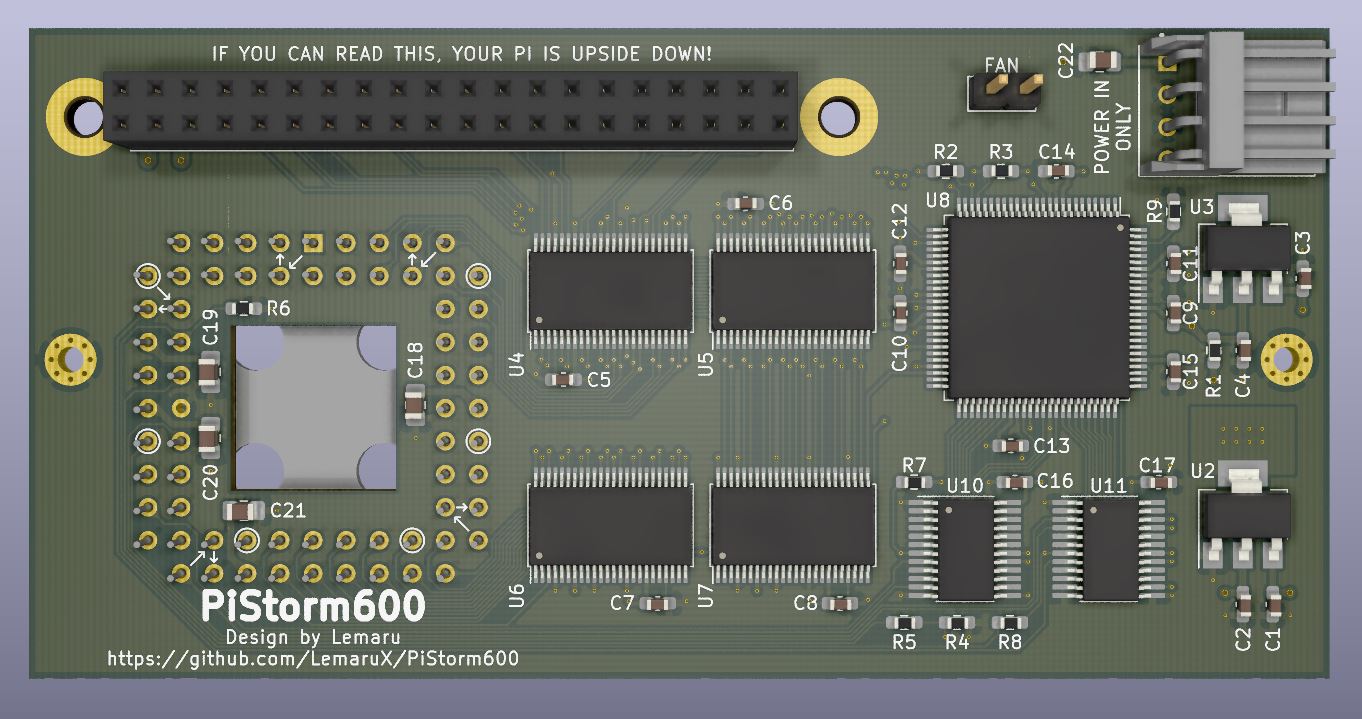 IF YOU CAN READ THIS, YOUR PI IS UPSIDE DOWN!
FAN
C22
POWER IN
ONLY
R2
R3
C14
U8
C12
C6
R9
U3
C3
C11
R6
C19
C18
U4
C5
U5
C10
C9
C15
R1
C4
C20
C21
C13
R7
U10
C16
U11
C17
U2
U6
C7
U7
C8
R5
R4
R8
C2
C1
PiStorm600
Design by Lemaru
https://github.com/LemaruX/PiStorm600